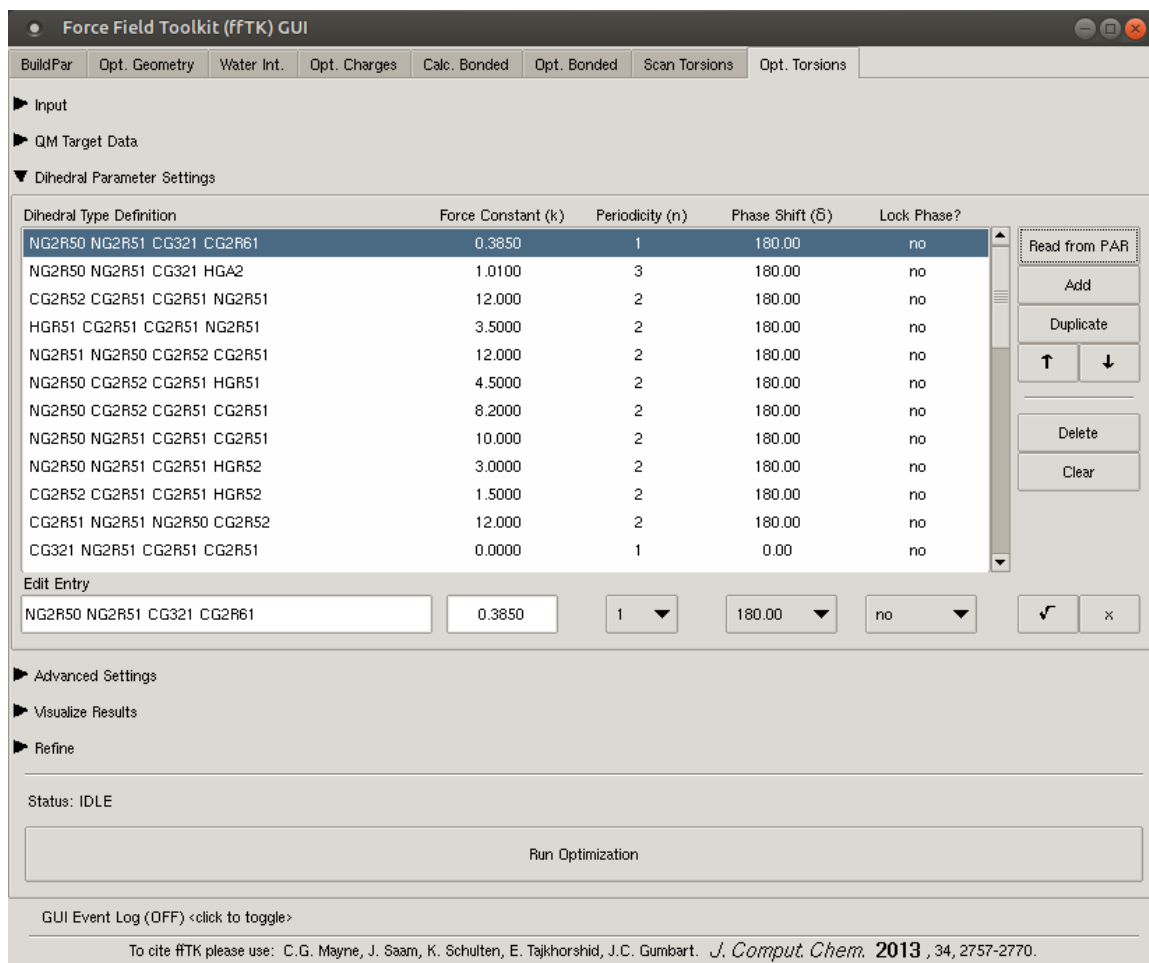 Force Field Toolkit (ffTK) GUI
BuildPar Opt. Geometry Water Int. Opt. Charges Calc. Bonded Opt. Bonded Scan Torsions Opt. Torsions
Input
QM Target Data
Dihedral Parameter Settings
Dihedral Type Definition Force Constant (k) Periodicity (n) Phase Shift (δ) Lock Phase?
NG2R50 NG2R51 CG321 CG2R61 0.3850 1 180.00 no
Read from PAR
NG2R50 NG2R51 CG321 HGA2 1.0100 3 180.00 no
Add
CG2R52 CG2R51 CG2R51 NG2R51 12.000 2 180.00 no
HGR51 CG2R51 CG2R51 NG2R51 3.5000 2 180.00 no
Duplicate
NG2R51 NG2R50 CG2R52 CG2R51 12.000 2 180.00 no
↑ ↓
NG2R50 CG2R52 CG2R51 HGR51 4.5000 2 180.00 no
NG2R50 CG2R52 CG2R51 CG2R51 8.2000 2 180.00 no
NG2R50 NG2R51 CG2R51 CG2R51 10.000 2 180.00 no
Delete
NG2R50 NG2R51 CG2R51 HGR52 3.0000 2 180.00 no
Clear
CG2R52 CG2R51 CG2R51 HGR52 1.5000 2 180.00 no
CG2R51 NG2R51 NG2R50 CG2R52 12.000 2 180.00 no
CG321 NG2R51 CG2R51 CG2R51 0.0000 1 0.00 no
Edit Entry
NG2R50 NG2R51 CG321 CG2R61 0.3850 1 180.00 no √ x
Advanced Settings
Visualize Results
Refine
Status: IDLE
Run Optimization
GUI Event Log (OFF) <click to toggle>
To cite ffTK please use: C.G. Mayne, J. Saam, K. Schulten, E. Tajkhorshid, J.C. Gumbart. J. Comput. Chem. 2013 , 34, 2757-2770.